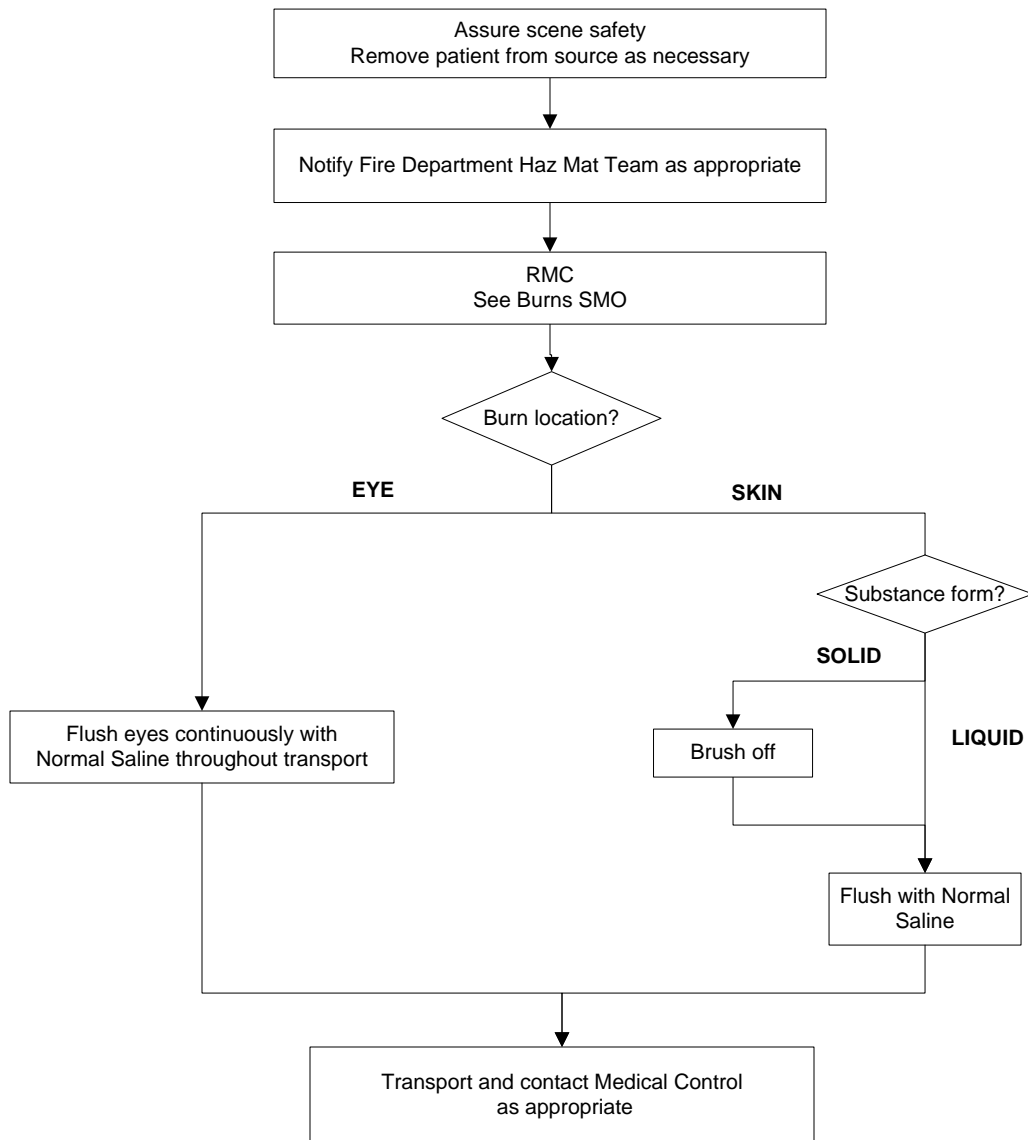 Assure scene safety
Remove patient from source as necessary
Notify Fire Department Haz Mat Team as appropriate
RMC
See Burns SMO
Burn location?
EYE
SKIN
Substance form?
SOLID
LIQUID
Flush eyes continuously with
Normal Saline throughout transport
Brush off
Flush with Normal
Saline
Transport and contact Medical Control
as appropriate